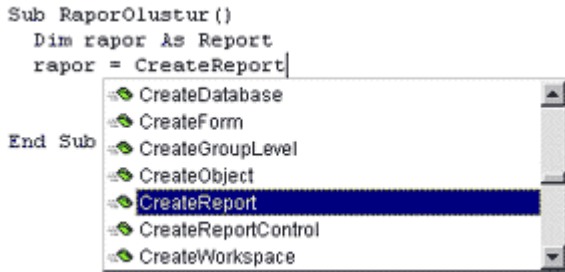 Sub RaporOlustur()
Dim rapor As Report
rapor = CreateReport
CreateDatabase
CreateForm
End Sub
CreateGroupLevel
CreateObject
CreateReport
CreateReportControl
CreateWorkspace